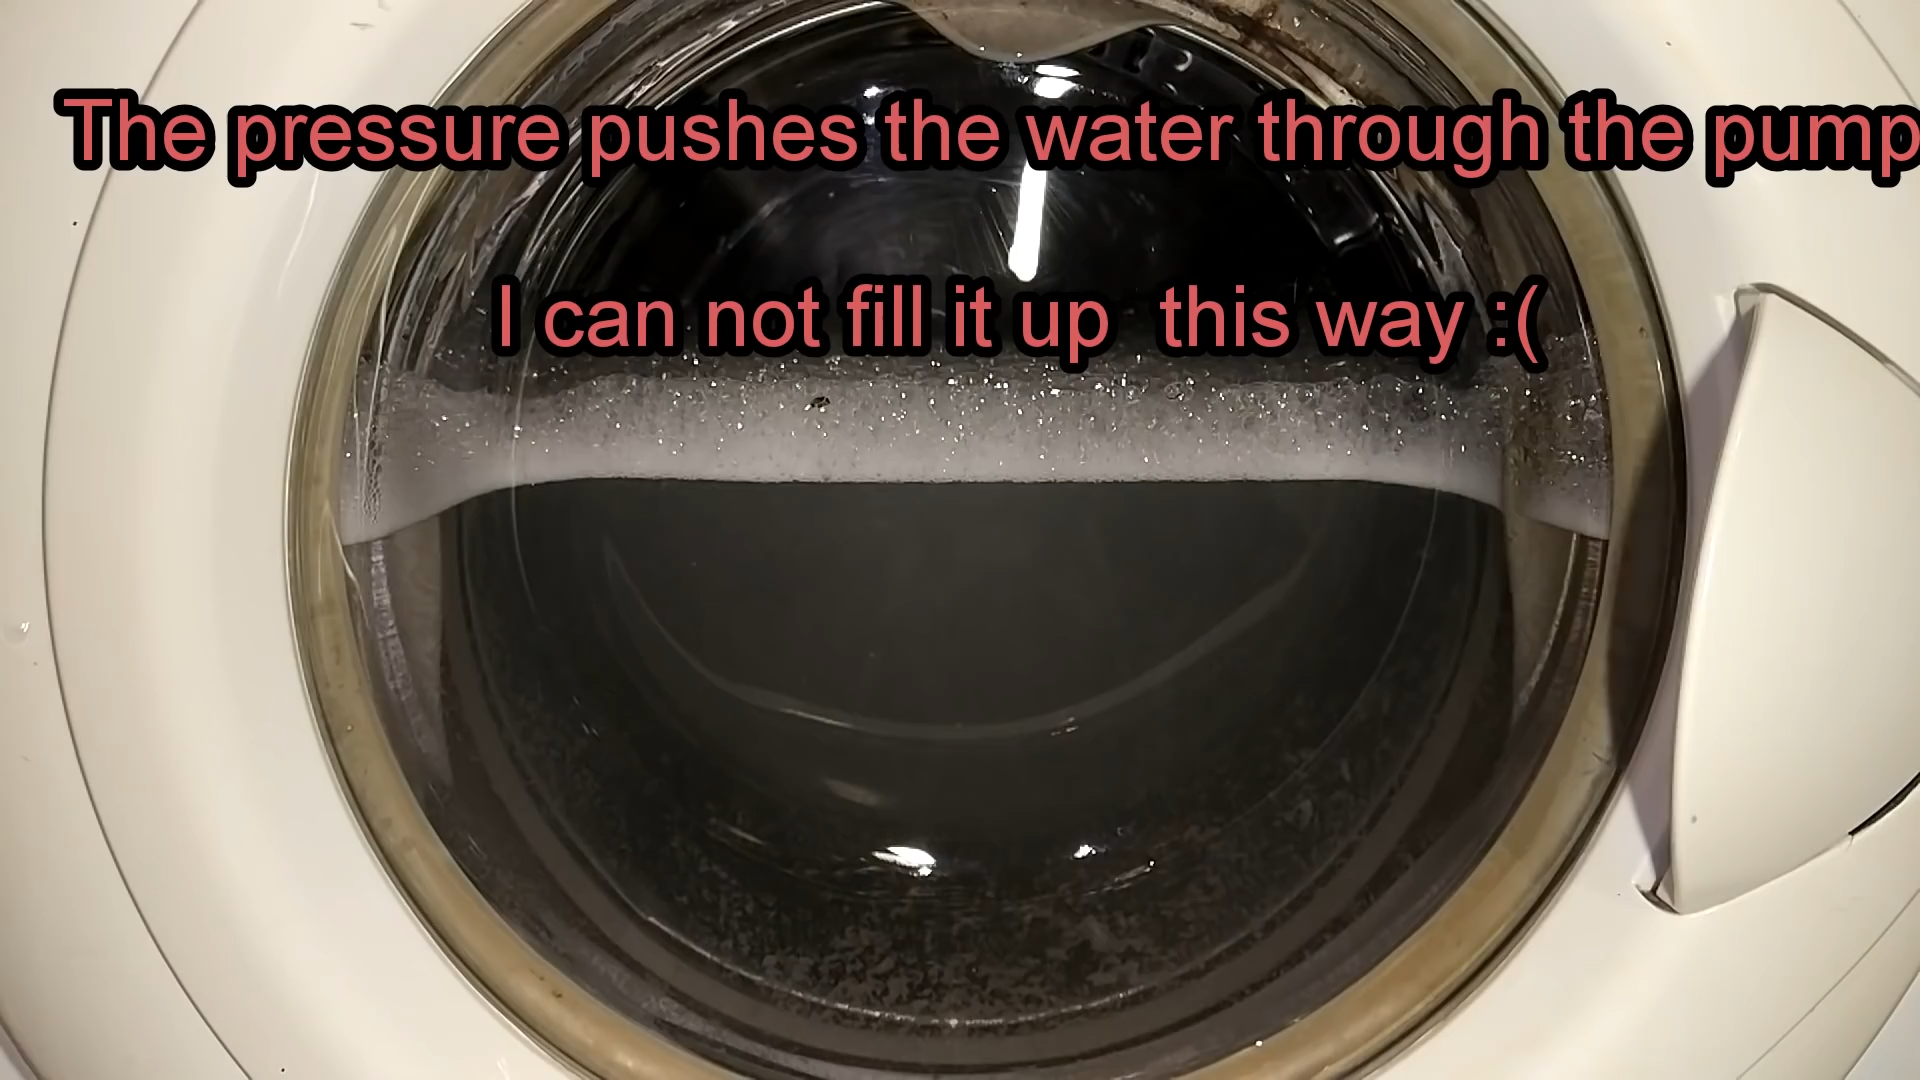 The pressure pushes the water through the pump
I can not fill it up  this way :(